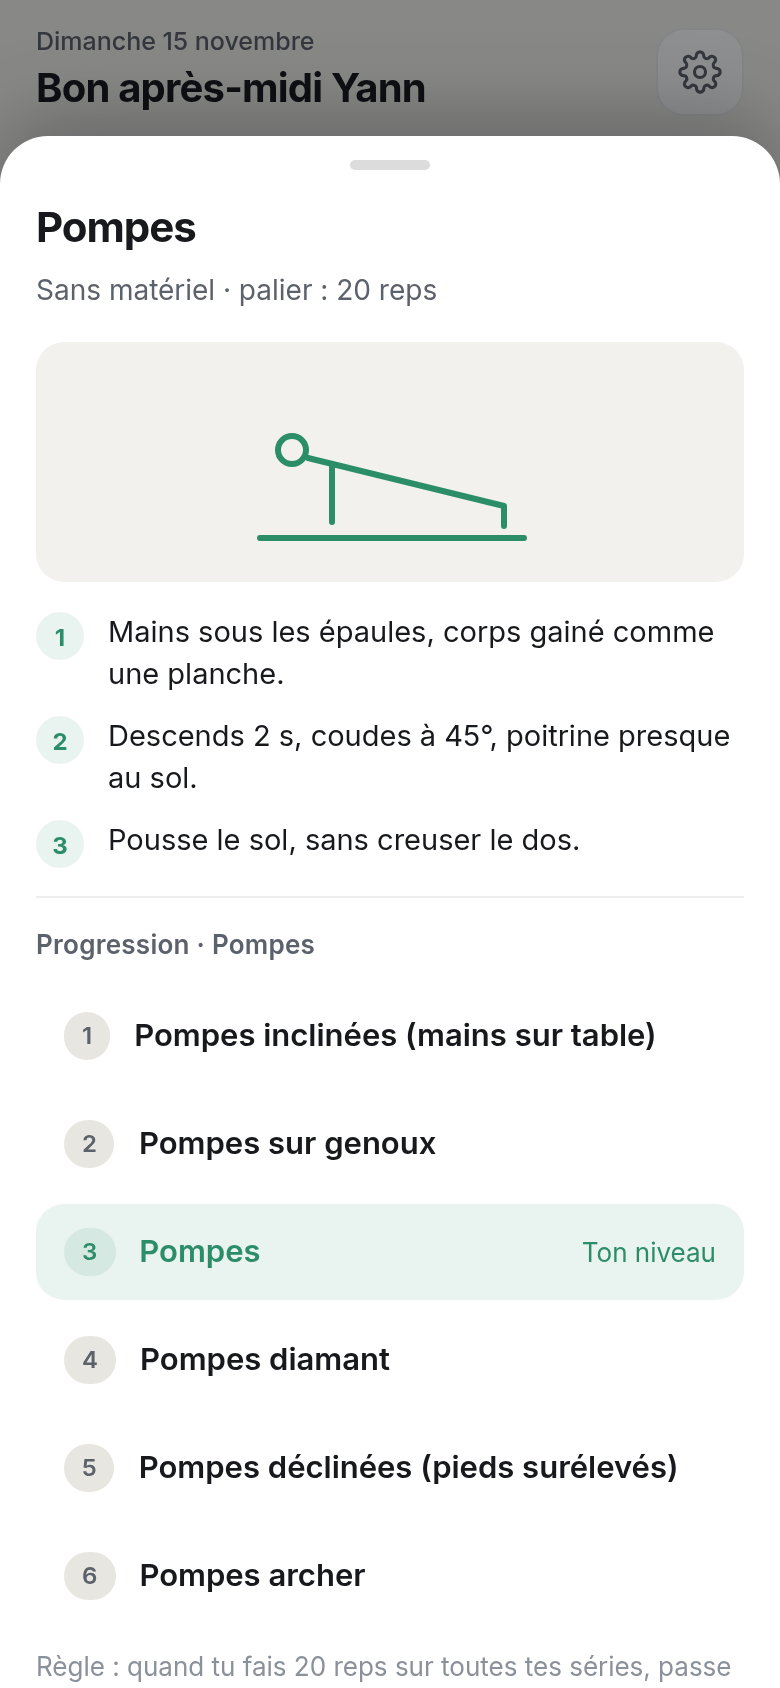 Dimanche 15 novembre
Bon après-midi Yann
Pompes
Sans matériel · palier : 20 reps
1 Mains sous les épaules, corps gainé comme
une planche.
2 Descends 2 s, coudes à 45°, poitrine presque
au sol.
3 Pousse le sol, sans creuser le dos.
Progression · Pompes
1 Pompes inclinées (mains sur table)
2 Pompes sur genoux
3 Pompes Ton niveau
4 Pompes diamant
5 Pompes déclinées (pieds surélevés)
6 Pompes archer
Règle : quand tu fais 20 reps sur toutes tes séries, passe